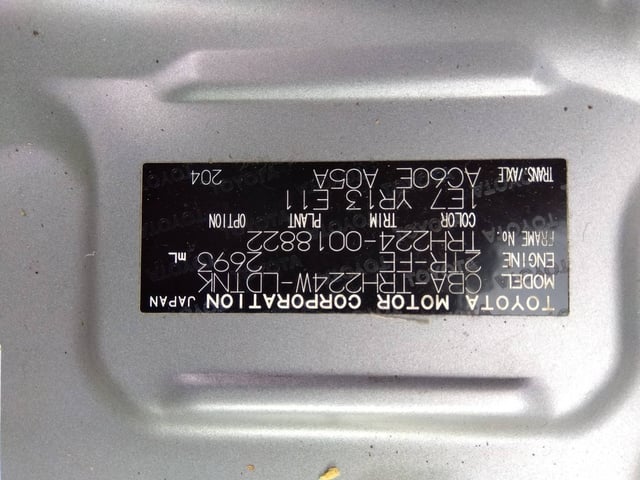 TOYOTA MOTOR CORPORATION JAPAN
MODEL CBA-TRH224W-LDTNK
ENGINE 2TR-FE 2693 mL
FRAME No. TRH224-0018822
COLOR TRIM PLANT OPTION
1E7 YR13 E11
TRANS./AXLE AC60E A05A 204